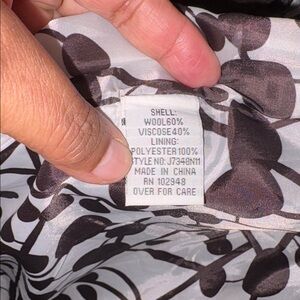 SHELL:
WOOL60%
VISCOSE40%
LINING:
POLYESTER100%
STYLE NO: J7348N11
MADE IN CHINA
RN 102948
OVER FOR CARE